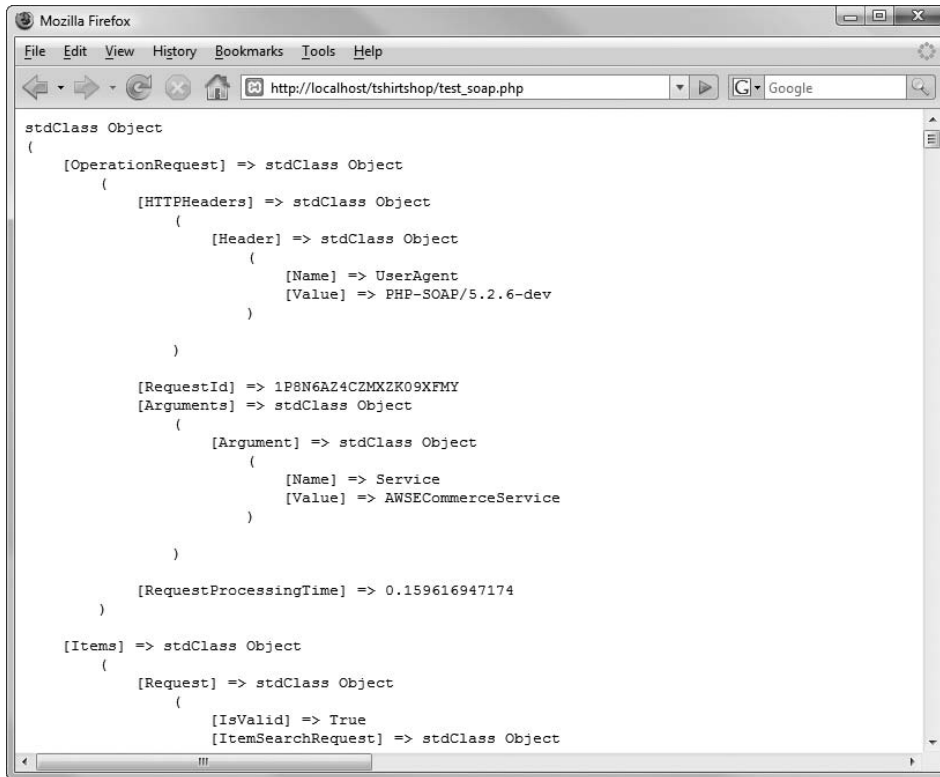 Mozilla Firefox
File Edit View History Bookmarks Tools Help
http://localhost/tshirtshop/test_soap.php
G Google
stdClass Object
(
    [OperationRequest] => stdClass Object
        (
            [HTTPHeaders] => stdClass Object
                (
                    [Header] => stdClass Object
                        (
                            [Name] => UserAgent
                            [Value] => PHP-SOAP/5.2.6-dev
                        )
                )
            [RequestId] => 1P8N6AZ4CZMXZK09XFMY
            [Arguments] => stdClass Object
                (
                    [Argument] => stdClass Object
                        (
                            [Name] => Service
                            [Value] => AWSECommerceService
                        )
                )
            [RequestProcessingTime] => 0.159616947174
        )
    [Items] => stdClass Object
        (
            [Request] => stdClass Object
                (
                    [IsValid] => True
                    [ItemSearchRequest] => stdClass Object